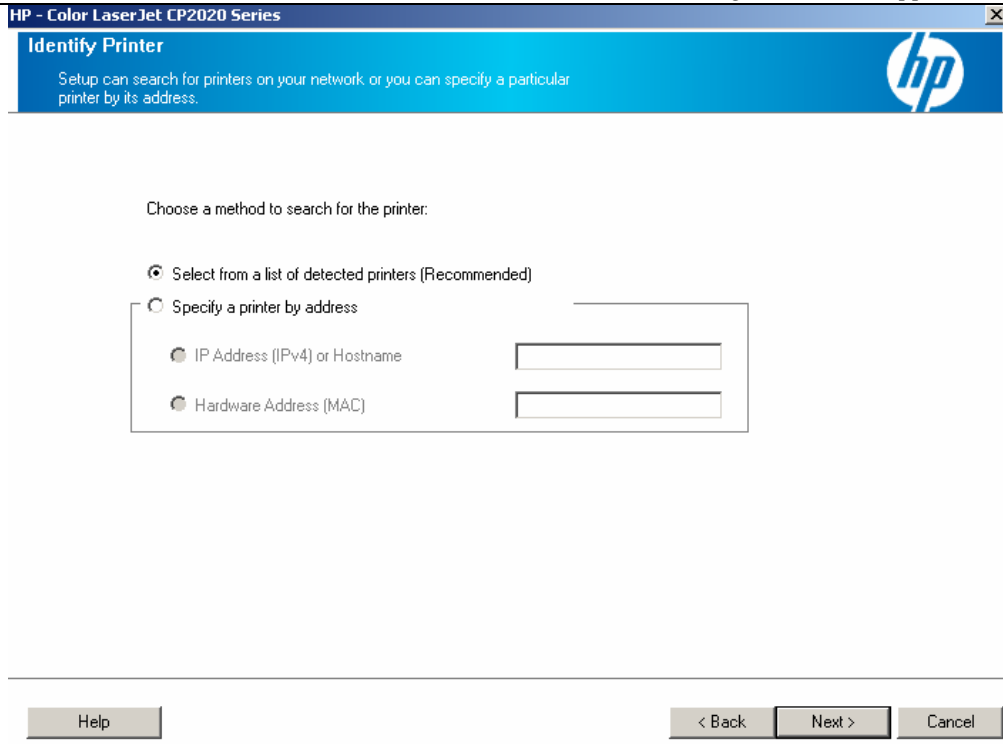 HP - Color LaserJet CP2020 Series
Identify Printer
Setup can search for printers on your network or you can specify a particular
printer by its address.
hp
Choose a method to search for the printer:
Select from a list of detected printers (Recommended)
Specify a printer by address
IP Address (IPv4) or Hostname
Hardware Address (MAC)
Help
< Back
Next >
Cancel